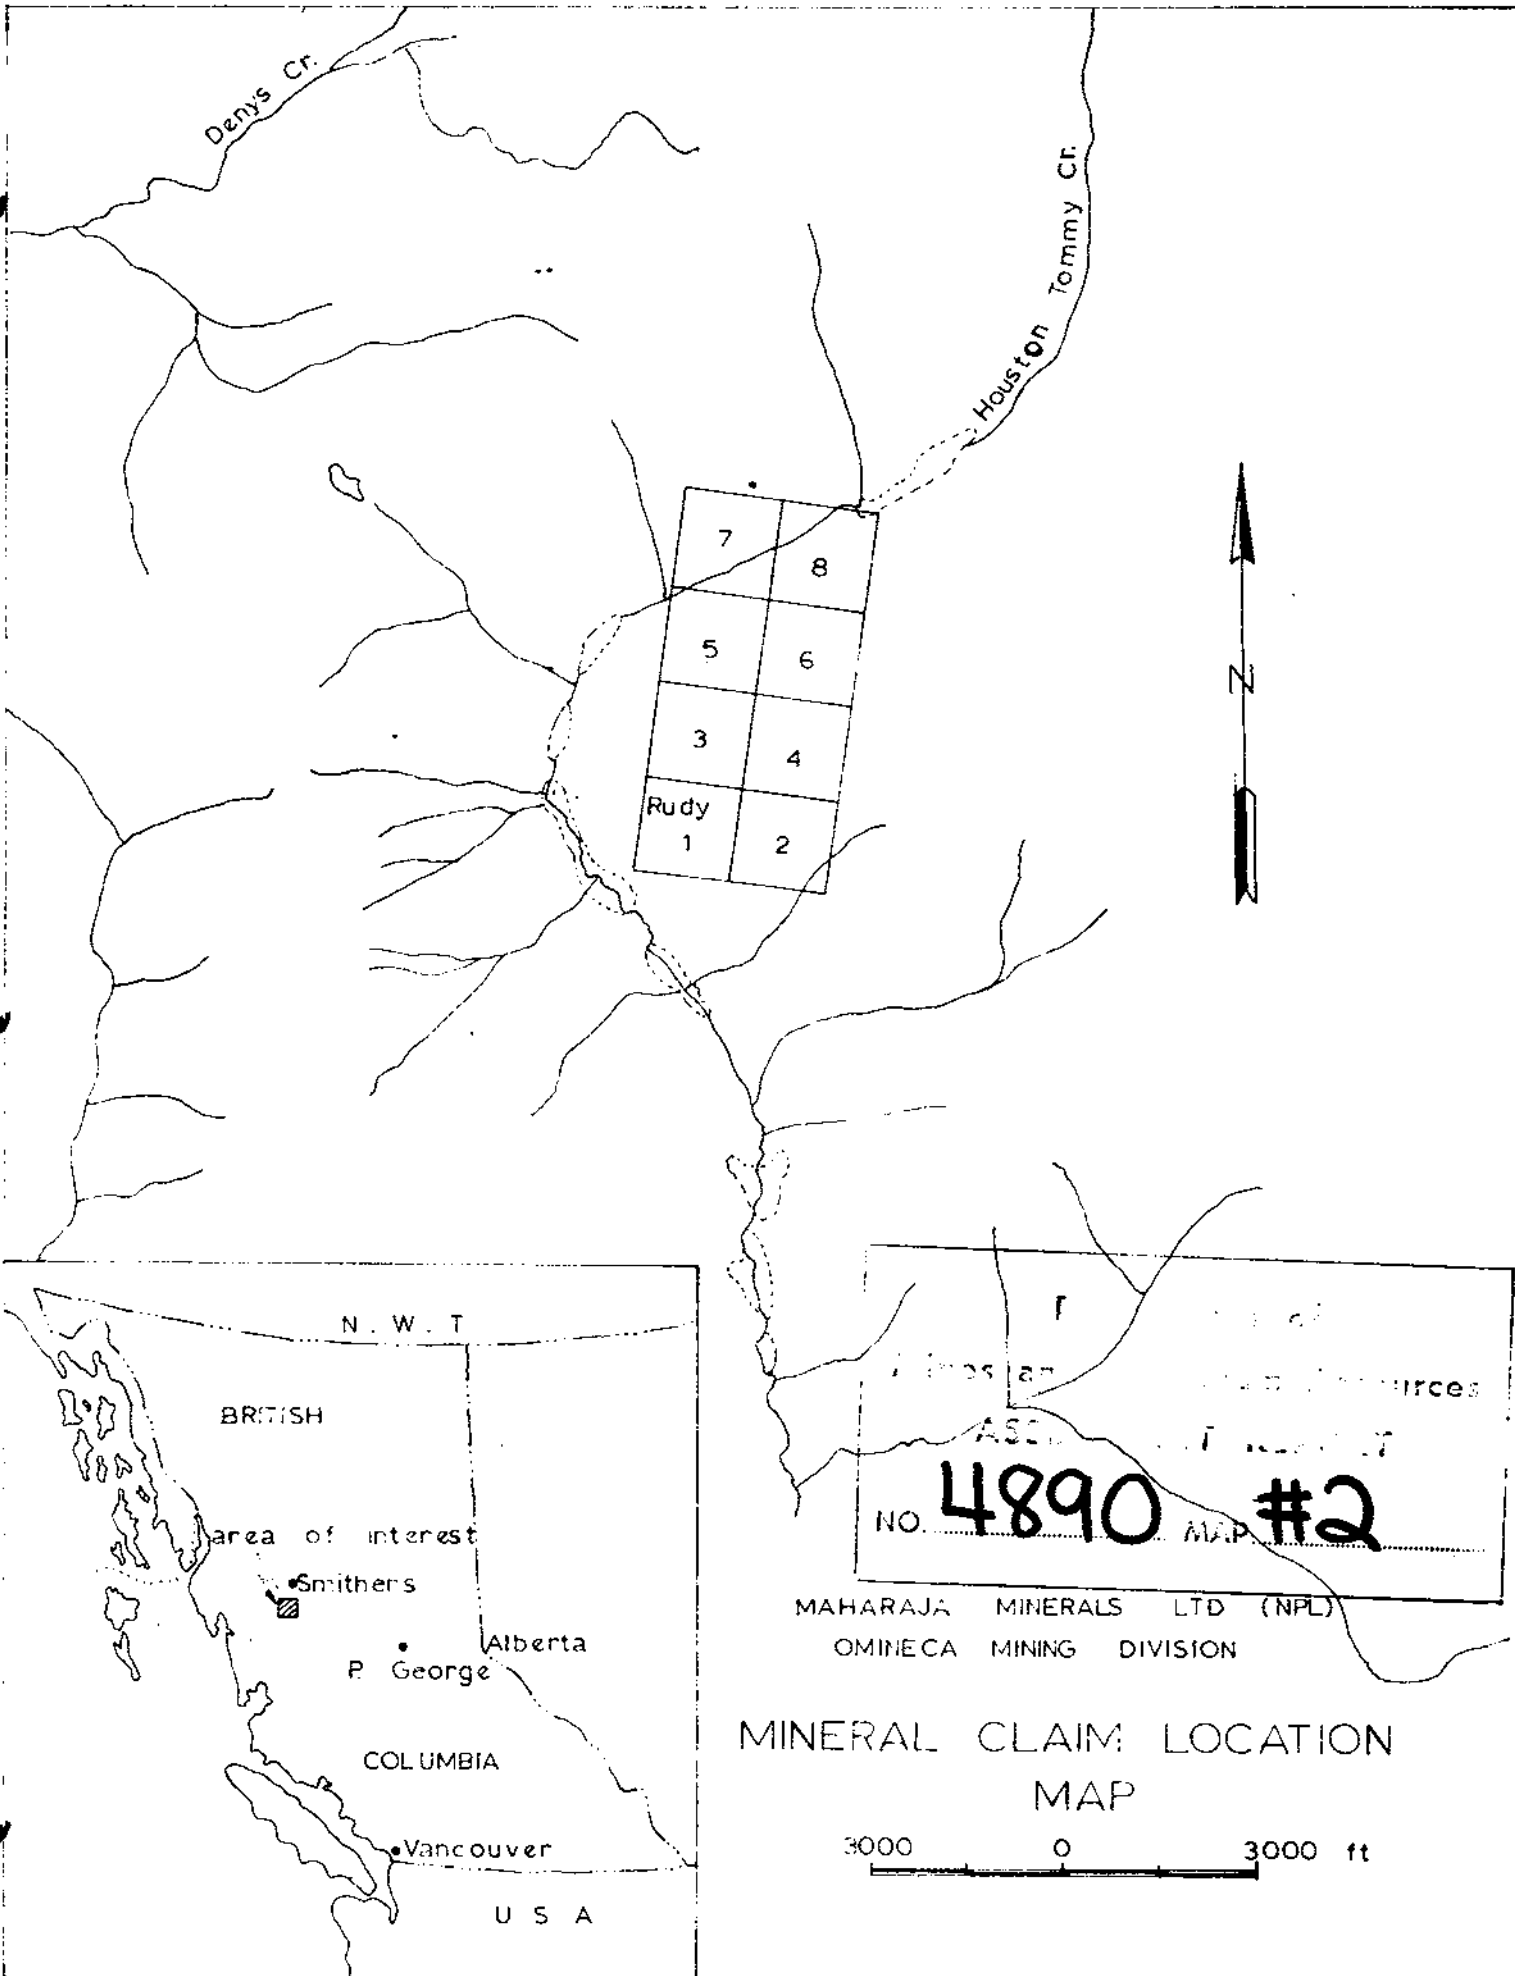 Denys Cr.
Houston Tommy Cr.
7
8
5
6
3
4
Rudy
1
2
N
N.W.T
BRITISH
area of interest
Smithers
Alberta
P. George
COLUMBIA
Vancouver
U S A
NO. 4890 MAP #2
MAHARAJA MINERALS LTD (NPL)
OMINECA MINING DIVISION
MINERAL CLAIM LOCATION
MAP
3000 0 3000 ft